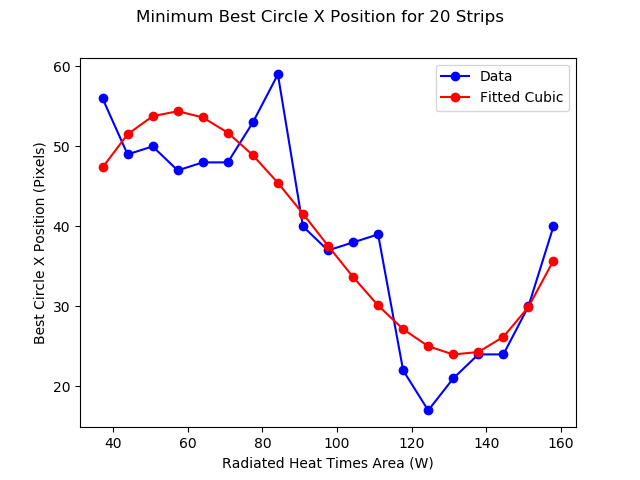 Minimum Best Circle X Position for 20 Strips
Data
Fitted Cubic
60
50
40
30
20
Best Circle X Position (Pixels)
40 60 80 100 120 140 160
Radiated Heat Times Area (W)